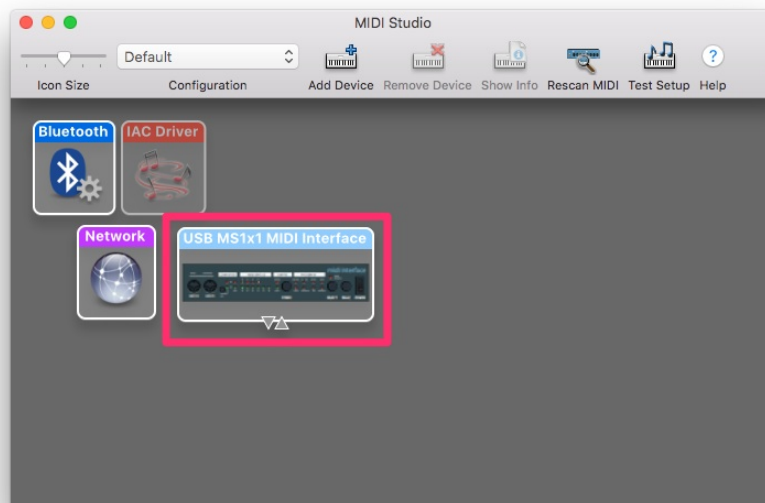 MIDI Studio
Default
Icon Size Configuration Add Device Remove Device Show Info Rescan MIDI Test Setup Help
?
Bluetooth IAC Driver
Network USB MS1x1 MIDI Interface